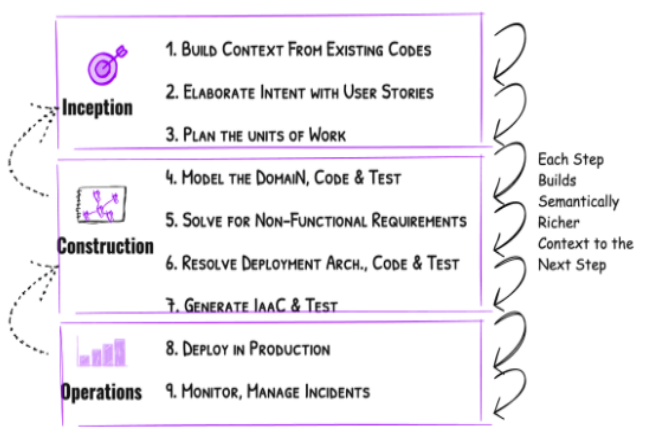 1. Build Context From Existing Codes
2. Elaborate Intent with User Stories
Inception
3. Plan the units of Work
4. Model the Domain, Code & Test
5. Solve for Non-Functional Requirements
Construction
6. Resolve Deployment Arch., Code & Test
7. Generate IaaC & Test
8. Deploy in Production
Operations
9. Monitor, Manage Incidents
Each Step
Builds
Semantically
Richer
Context to the
Next Step